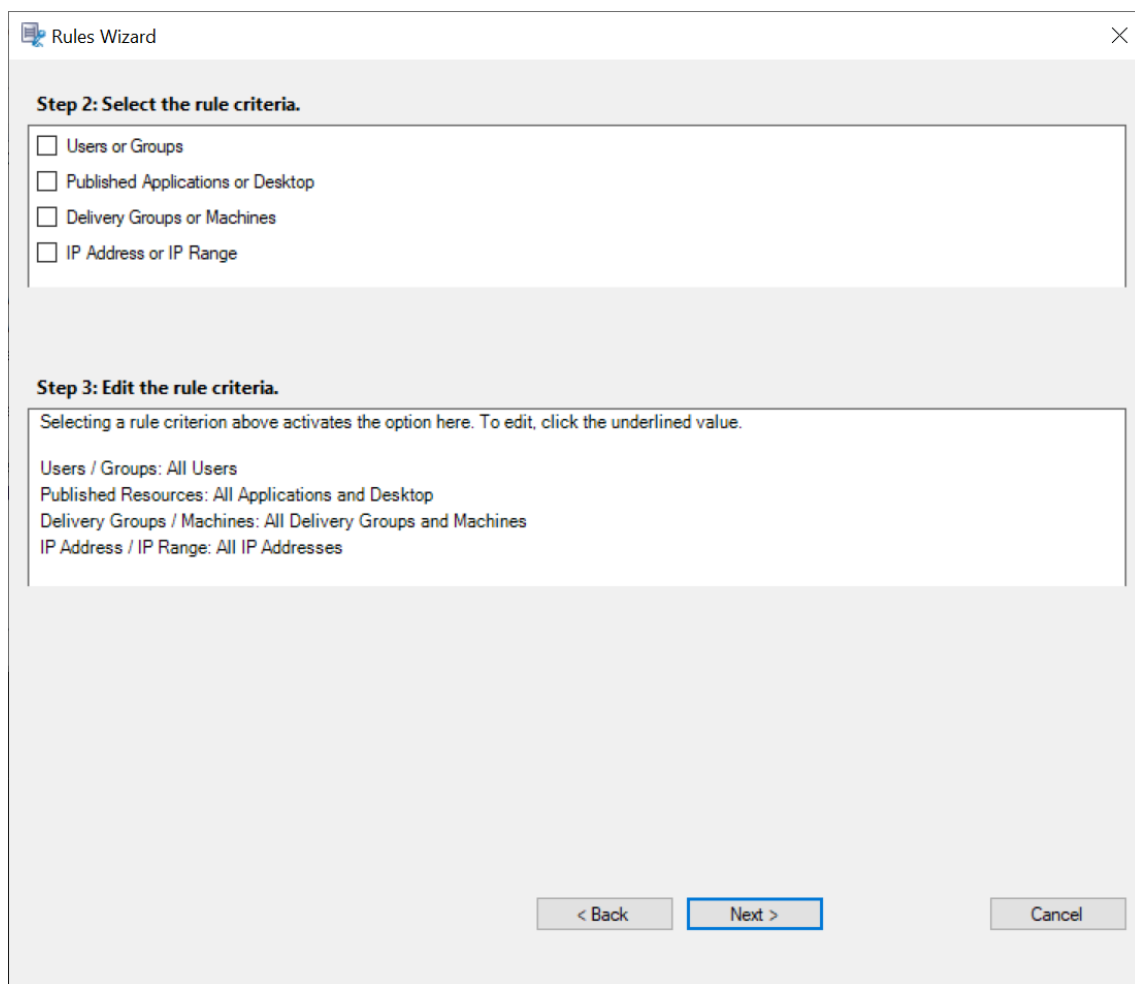 Rules Wizard
Step 2: Select the rule criteria.
Users or Groups
Published Applications or Desktop
Delivery Groups or Machines
IP Address or IP Range
Step 3: Edit the rule criteria.
Selecting a rule criterion above activates the option here. To edit, click the underlined value.
Users / Groups: All Users
Published Resources: All Applications and Desktop
Delivery Groups / Machines: All Delivery Groups and Machines
IP Address / IP Range: All IP Addresses
< Back
Next >
Cancel